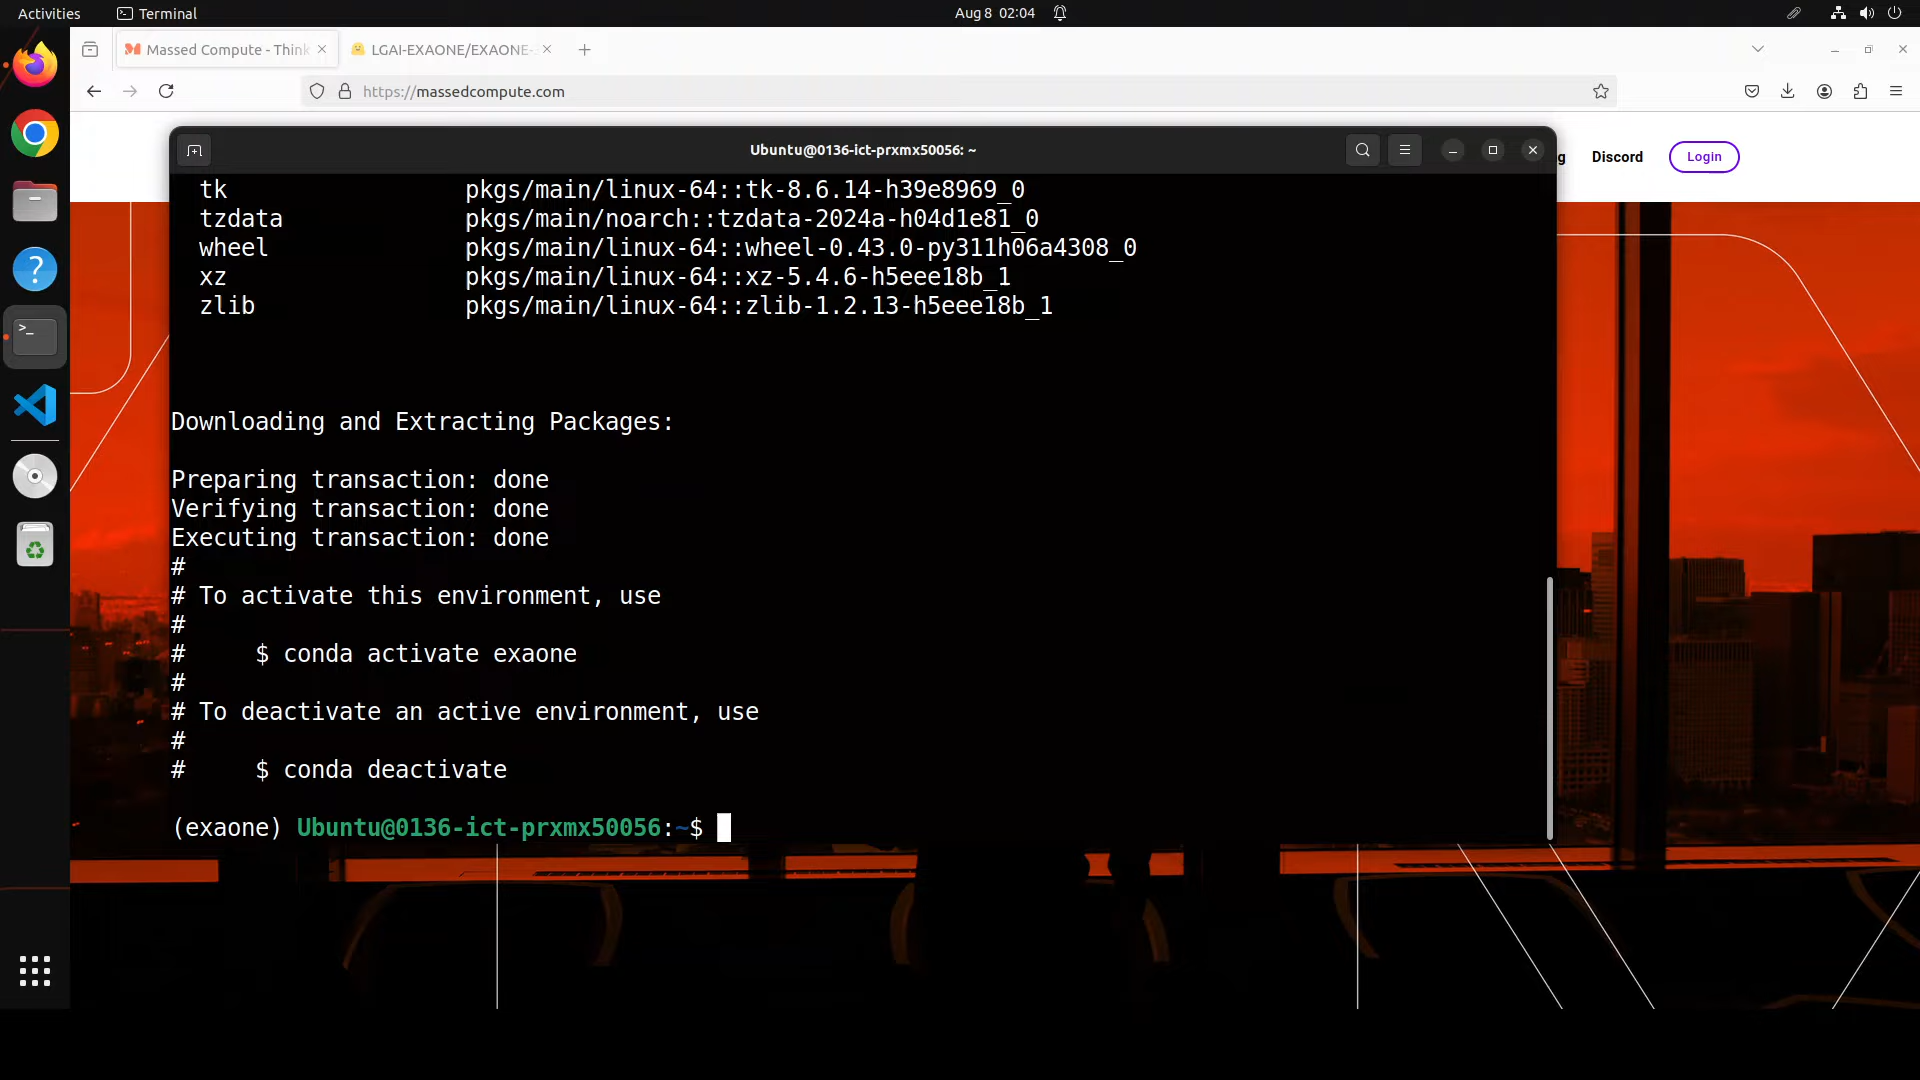 Activities
Terminal
Aug 8 02:04
Massed Compute - Think
LGAI-EXAONE/EXAONE-
https://massedcompute.com
Ubuntu@0136-ict-prxmx50056: ~
g
Discord
Login
tk pkgs/main/linux-64::tk-8.6.14-h39e8969_0
tzdata pkgs/main/noarch::tzdata-2024a-h04d1e81_0
wheel pkgs/main/linux-64::wheel-0.43.0-py311h06a4308_0
xz pkgs/main/linux-64::xz-5.4.6-h5eee18b_1
zlib pkgs/main/linux-64::zlib-1.2.13-h5eee18b_1
Downloading and Extracting Packages:
Preparing transaction: done
Verifying transaction: done
Executing transaction: done
#
# To activate this environment, use
#
# $ conda activate exaone
#
# To deactivate an active environment, use
#
# $ conda deactivate
(exaone) Ubuntu@0136-ict-prxmx50056:~$